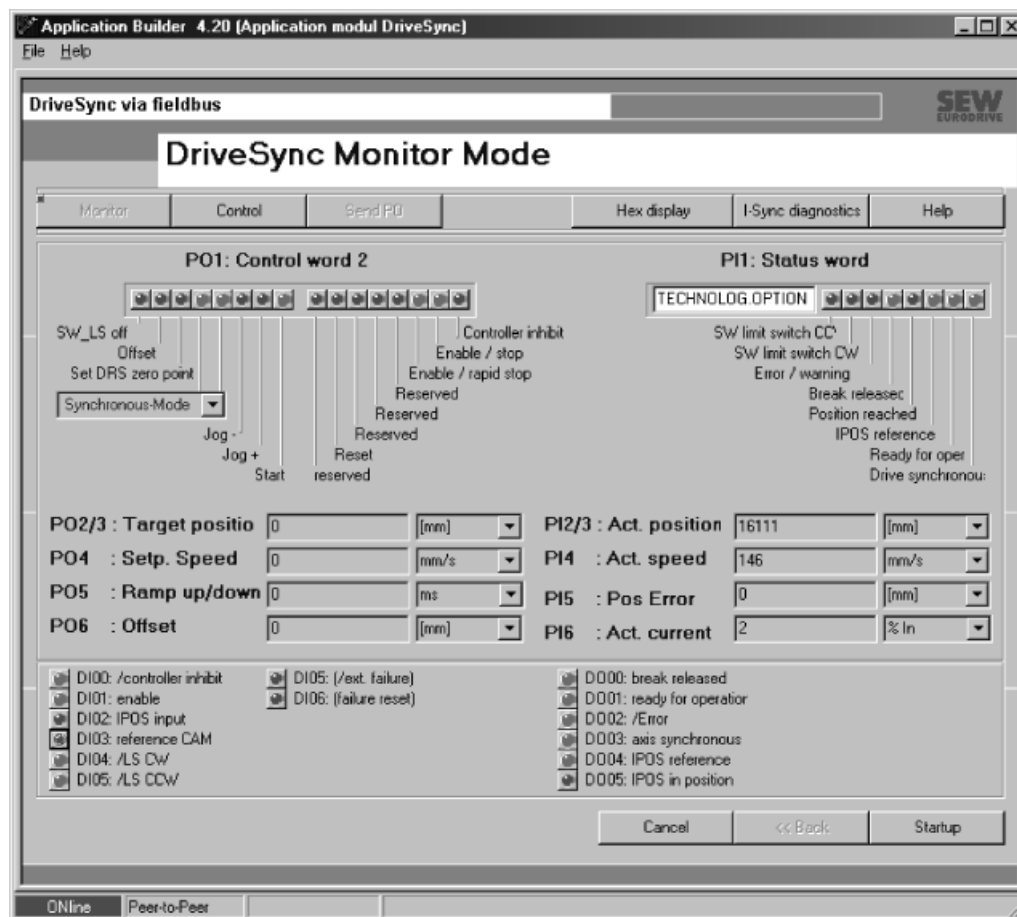 Application Builder 4.20 (Application modul DriveSync)
File Help
DriveSync via fieldbus
SEW
EURODRIVE
DriveSync Monitor Mode
Monitor Control Send PO Hex display I-Sync diagnostics Help
PO1: Control word 2 PI1: Status word
TECHNOLOG.OPTION
SW_LS off Controller inhibit SW limit switch CC
Offset Enable / stop SW limit switch CW
Set DRS zero point Enable / rapid stop Error / warning
Synchronous-Mode Reserved Break released
Reserved Position reached
Jog - Reserved IPOS reference
Jog + Reset Ready for oper
Start reserved Drive synchronou
PO2/3 : Target positio 0 [mm] PI2/3 : Act. position 16111 [mm]
PO4 : Setp. Speed 0 mm/s PI4 : Act. speed 146 mm/s
PO5 : Ramp up/down 0 ms PI5 : Pos Error 0 [mm]
PO6 : Offset 0 [mm] PI6 : Act. current 2 % In
DI00: /controller inhibit DI05: (/ext. failure) DO00: break released
DI01: enable DI06: (failure reset) DO01: ready for operation
DI02: IPOS input DO02: /Error
DI03: reference CAM DO03: axis synchronous
DI04: /LS CW DO04: IPOS reference
DI05: /LS CCW DO05: IPOS in position
Cancel << Back Startup
ONline Peer-to-Peer